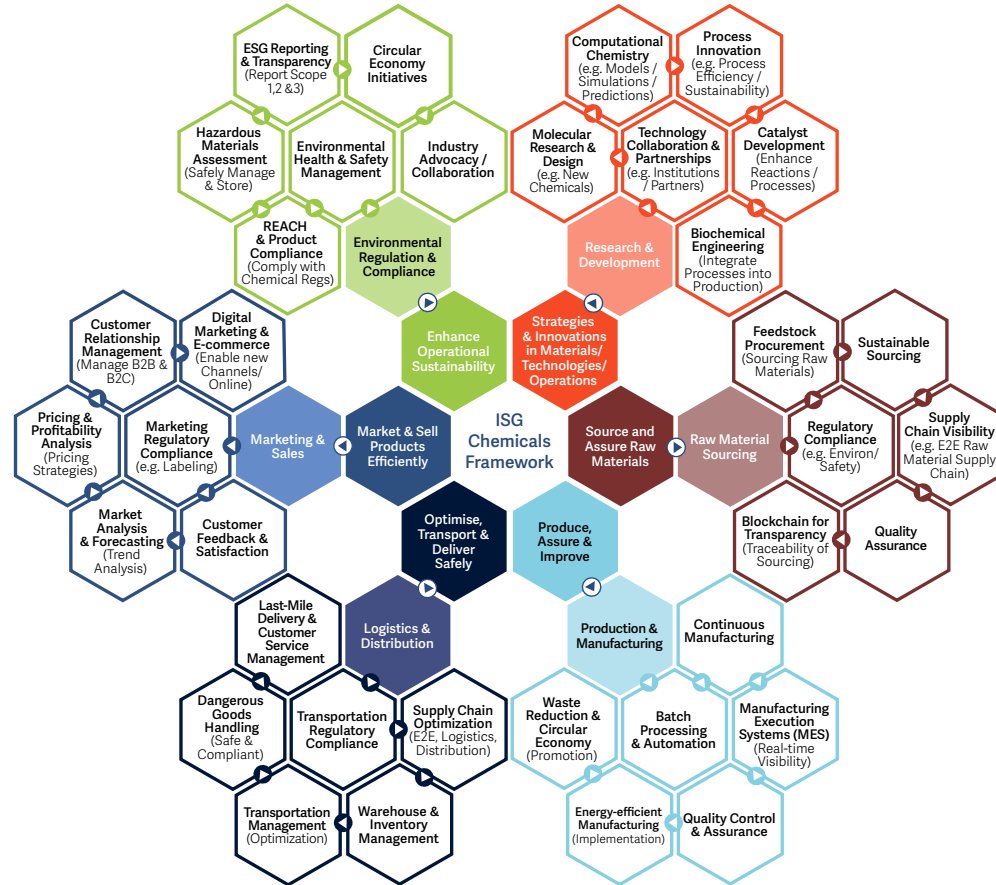 ESG Reporting
& Transparency
(Report Scope
1,2 &3)
Circular
Economy
Initiatives
Hazardous
Materials
Assessment
(Safely Manage
& Store)
Environmental
Health & Safety
Management
Industry
Advocacy /
Collaboration
REACH
& Product
Compliance
(Comply with
Chemical Regs)
Environmental
Regulation &
Compliance
Enhance
Operational
Sustainability
Computational
Chemistry
(e.g. Models /
Simulations /
Predictions)
Process
Innovation
(e.g. Process
Efficiency /
Sustainability)
Molecular
Research &
Design
(e.g. New
Chemicals)
Technology
Collaboration &
Partnerships
(e.g. Institutions
/ Partners)
Catalyst
Development
(Enhance
Reactions /
Processes)
Research &
Development
Biochemical
Engineering
(Integrate
Processes into
Production)
Strategies
& Innovations
in Materials/
Technologies/
Operations
Customer
Relationship
Management
(Manage B2B &
B2C)
Digital
Marketing &
E-commerce
(Enable new
Channels/
Online)
Pricing &
Profitability
Analysis
(Pricing
Strategies)
Marketing
Regulatory
Compliance
(e.g. Labeling)
Marketing &
Sales
Market & Sell
Products
Efficiently
Market
Analysis
& Forecasting
(Trend
Analysis)
Customer
Feedback &
Satisfaction
ISG
Chemicals
Framework
Source and
Assure Raw
Materials
Raw Material
Sourcing
Feedstock
Procurement
(Sourcing Raw
Materials)
Sustainable
Sourcing
Regulatory
Compliance
(e.g. Environ/
Safety)
Supply
Chain Visibility
(e.g. E2E Raw
Material Supply
Chain)
Blockchain for
Transparency
(Traceability of
Sourcing)
Quality
Assurance
Optimise,
Transport &
Deliver
Safely
Produce,
Assure &
Improve
Last-Mile
Delivery &
Customer
Service
Management
Logistics &
Distribution
Dangerous
Goods
Handling
(Safe &
Compliant)
Transportation
Regulatory
Compliance
Supply Chain
Optimization
(E2E, Logistics,
Distribution)
Transportation
Management
(Optimization)
Warehouse &
Inventory
Management
Production &
Manufacturing
Continuous
Manufacturing
Waste
Reduction &
Circular
Economy
(Promotion)
Batch
Processing
& Automation
Manufacturing
Execution
Systems (MES)
(Real-time
Visibility)
Energy-efficient
Manufacturing
(Implementation)
Quality Control
& Assurance